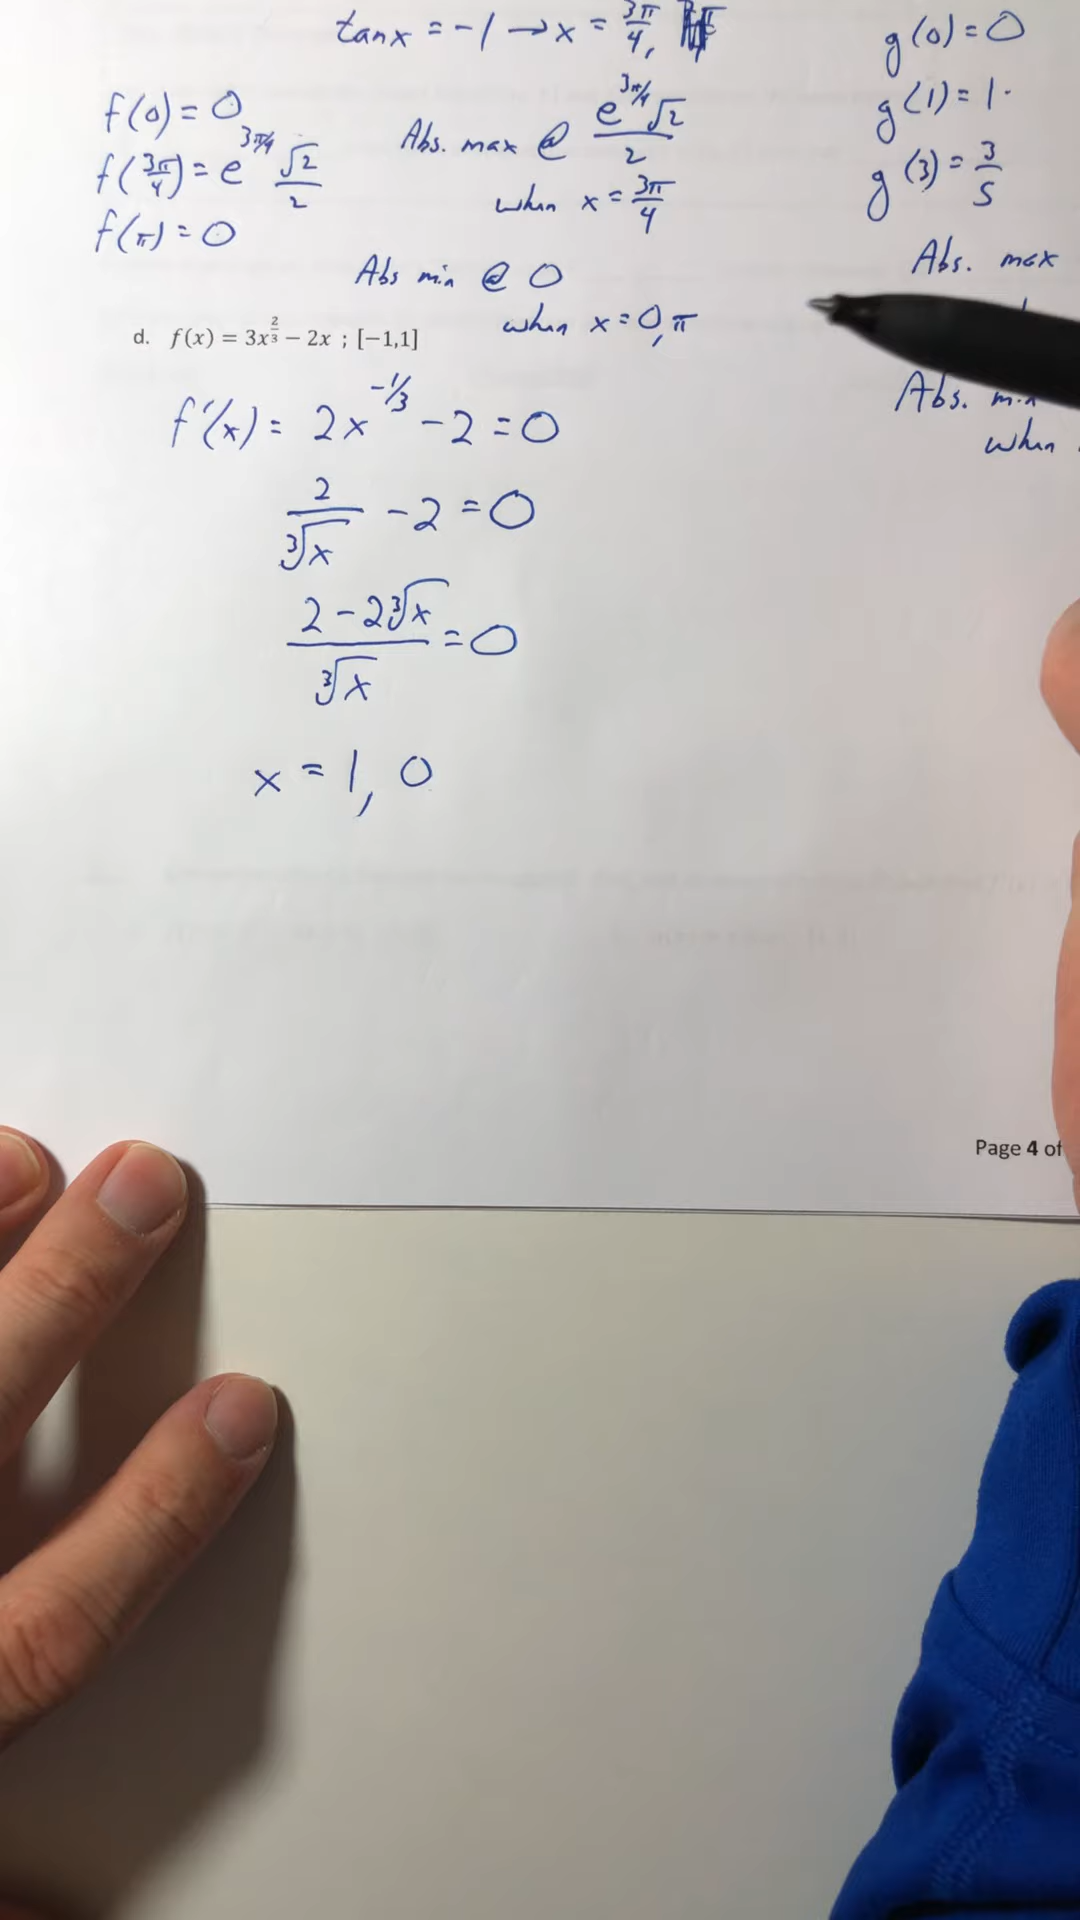 tan x = -1 → x = 3π/4,
f(0) = 0
f(3π/4) = e^(3π/4) √2/2
f(π) = 0
Abs. max @ e^(3π/4)√2/2
when x = 3π/4
Abs min @ 0
when x = 0, π
g(0) = 0
g(1) = 1.
g(3) = 3/5
Abs. max
Abs. min
when
d. f(x) = 3x^(2/3) − 2x ; [−1,1]
f'(x) = 2x^(-1/3) - 2 = 0
2/∛x - 2 = 0
(2 - 2∛x)/∛x = 0
x = 1, 0
Page 4 of